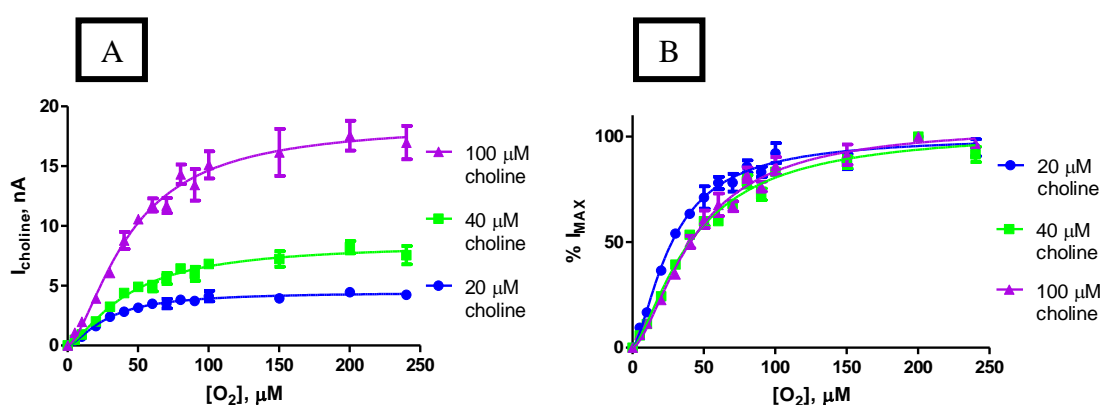 A
20
15
10
5
0
I choline, nA
0 50 100 150 200 250
[O2], µM
100 µM
choline
40 µM
choline
20 µM
choline
B
100
50
0
% IMAX
0 50 100 150 200 250
[O2], µM
20 µM
choline
40 µM
choline
100 µM
choline